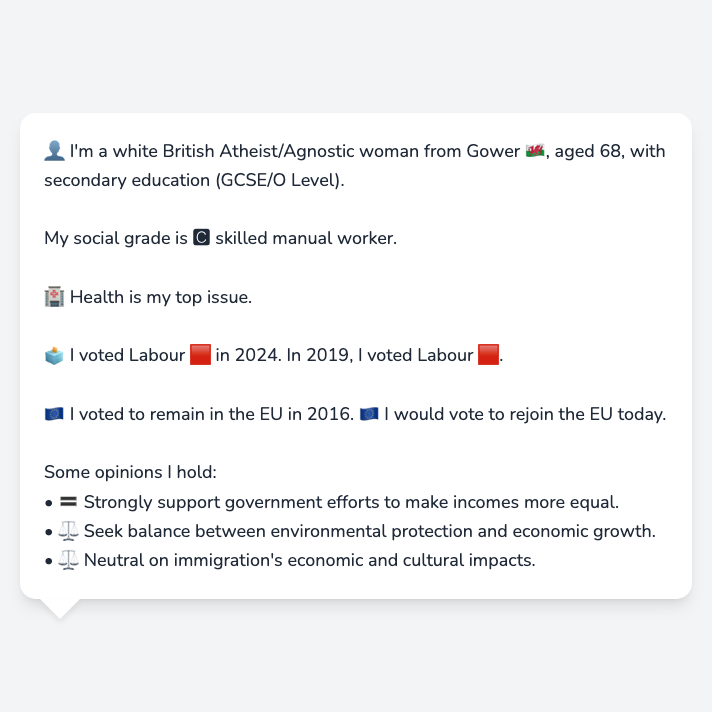 👤 I'm a white British Atheist/Agnostic woman from Gower 🏴󠁧󠁢󠁷󠁬󠁳󠁿, aged 68, with
secondary education (GCSE/O Level).
My social grade is 🅲 skilled manual worker.
🏥 Health is my top issue.
🗳️ I voted Labour 🟥 in 2024. In 2019, I voted Labour 🟥.
🇪🇺 I voted to remain in the EU in 2016. 🇪🇺 I would vote to rejoin the EU today.
Some opinions I hold:
• 🟰 Strongly support government efforts to make incomes more equal.
• ⚖️ Seek balance between environmental protection and economic growth.
• ⚖️ Neutral on immigration's economic and cultural impacts.